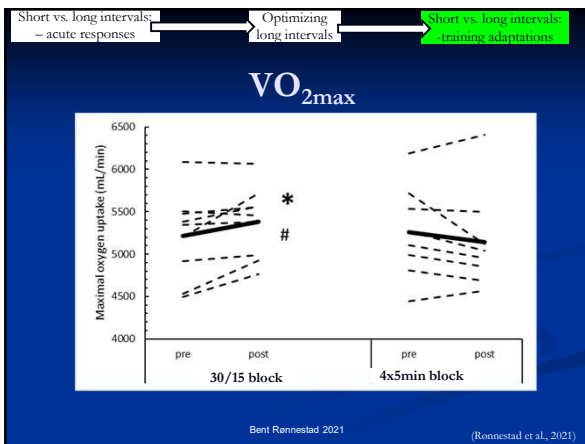 Short vs. long intervals:
– acute responses
Optimizing
long intervals
Short vs. long intervals:
-training adaptations
VO2max
Maximal oxygen uptake (mL/min)
6500
6000
5500
5000
4500
4000
*
#
pre
post
pre
post
30/15 block
4x5min block
Bent Rønnestad 2021
(Rønnestad et al., 2021)